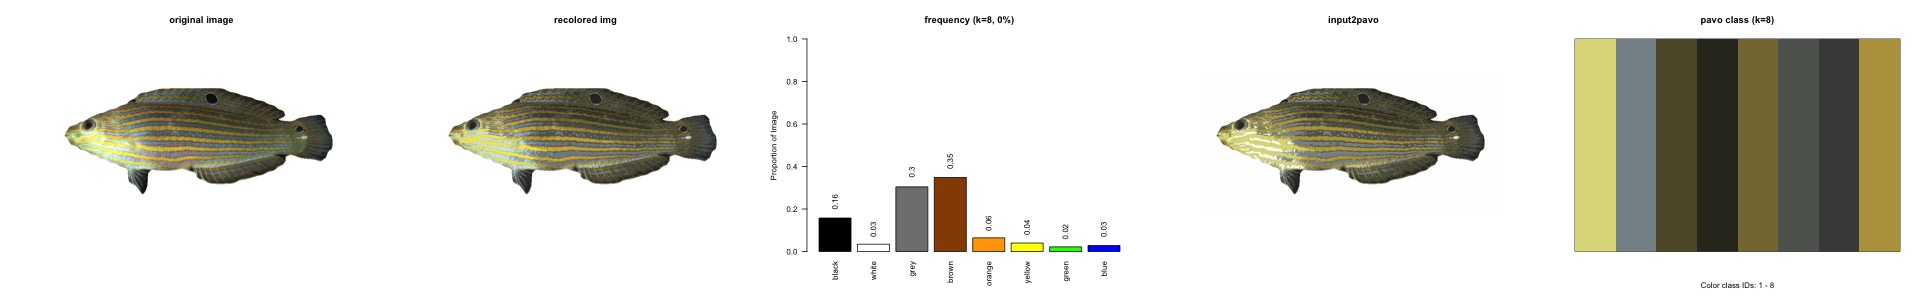 original image
recolored img
frequency (k=8, 0%)
input2pavo
pavo class (k=8)
Proportion of Image
1.0
0.8
0.6
0.4
0.2
0.0
0.16
0.03
0.3
0.35
0.06
0.04
0.02
0.03
black
white
grey
brown
orange
yellow
green
blue
Color class IDs: 1 - 8